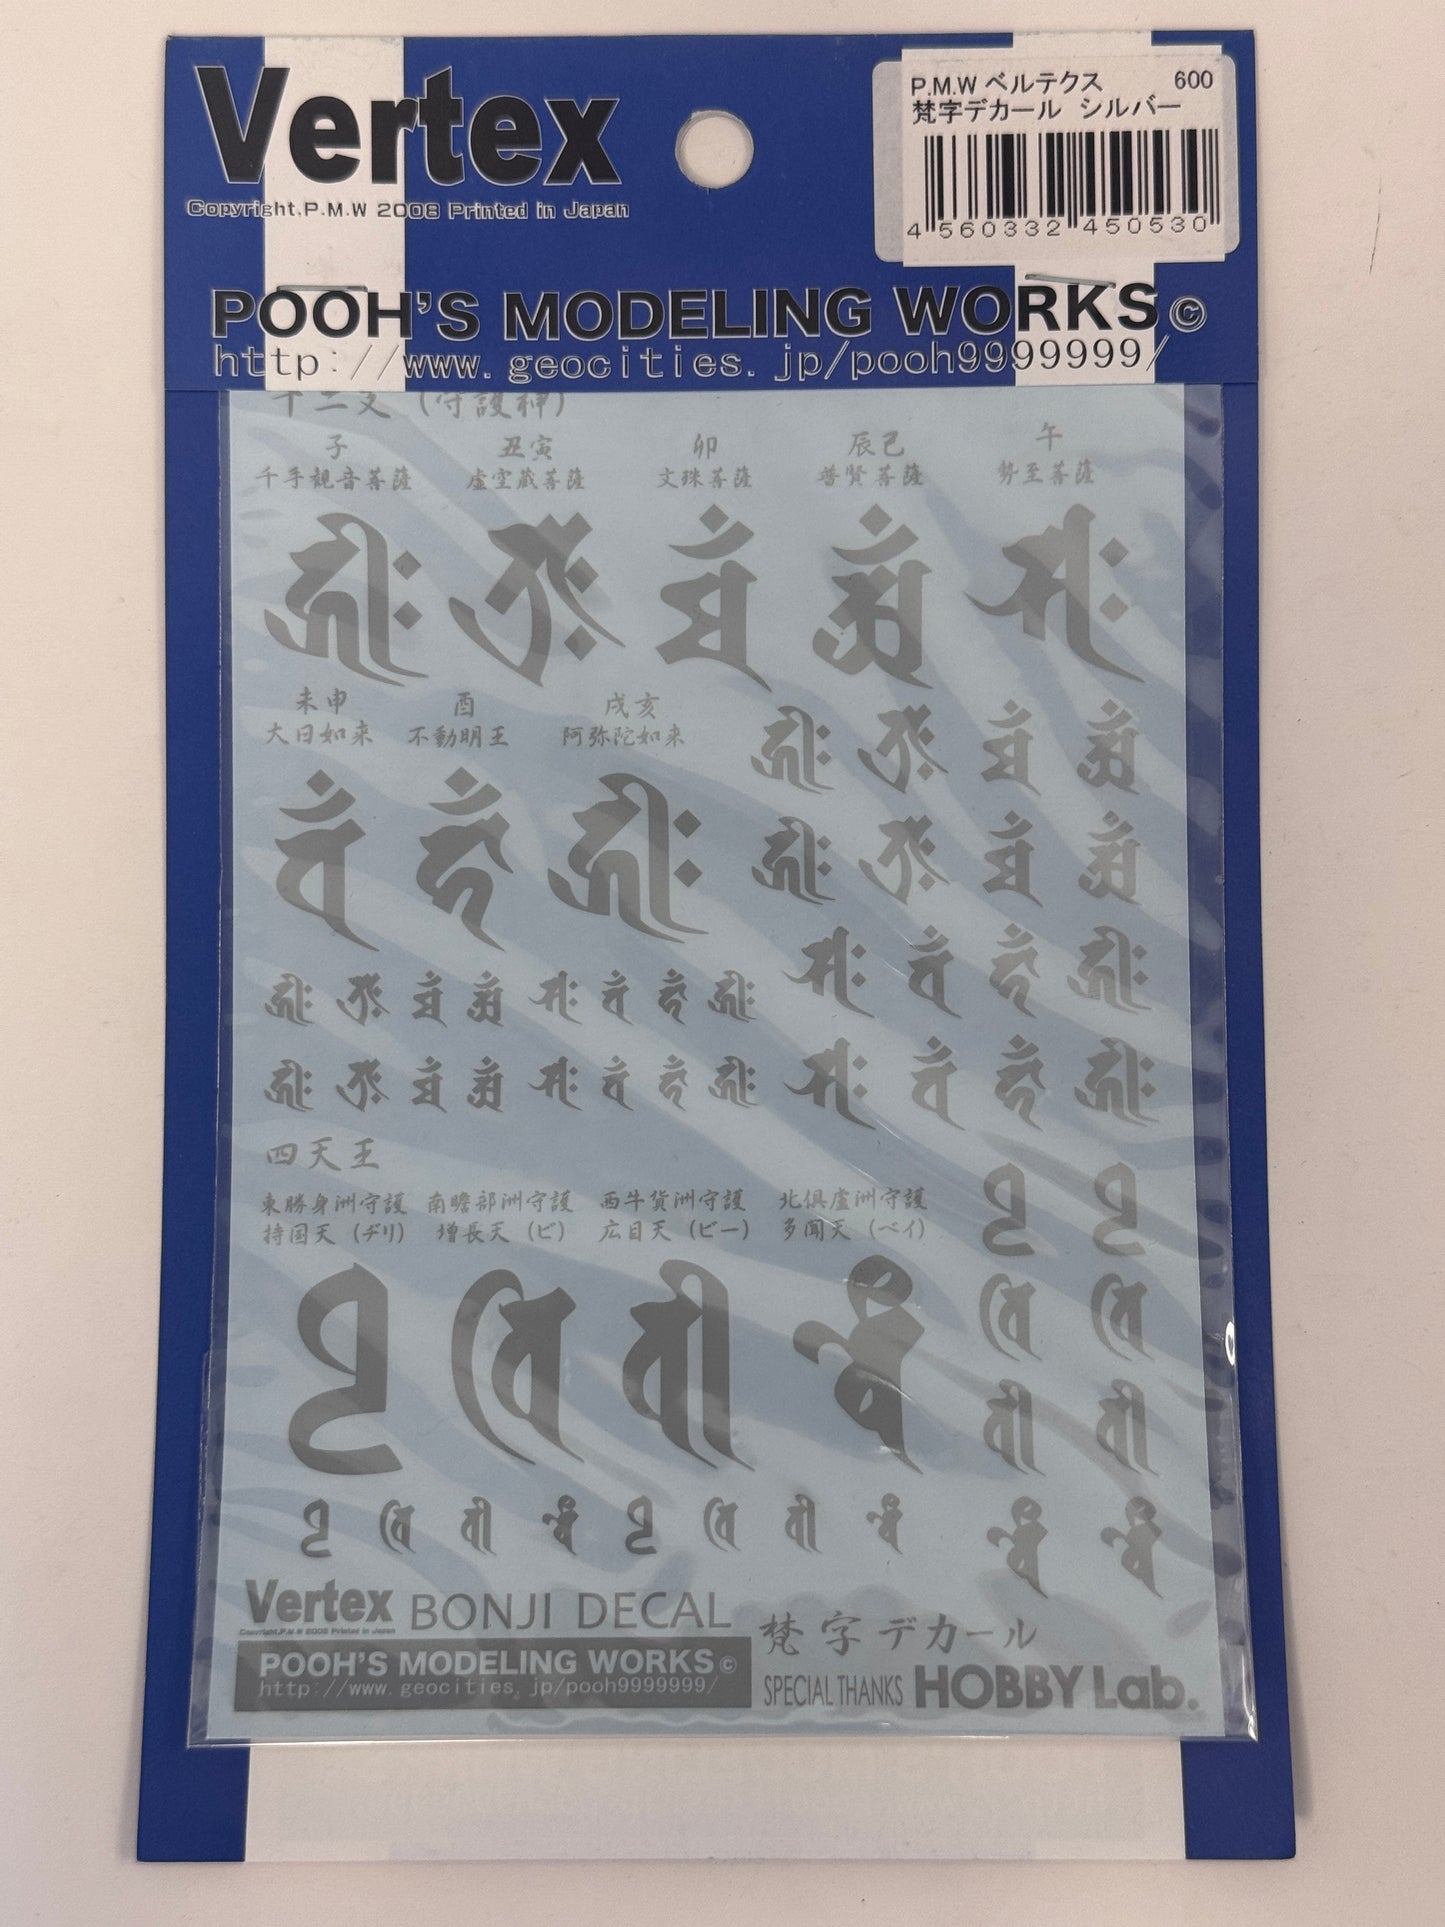 Vertex
Copyright.P.M.W 2008 Printed in Japan
P.M.W ベルテクス 600
梵字デカール シルバー
4 560332 450530
POOH'S MODELING WORKS©
http://www.geocities.jp/pooh9999999/
十二支（守護神）
子 丑寅 卯 辰己 午
千手観音菩薩 虚空蔵菩薩 文珠菩薩 普賢菩薩 勢至菩薩
未申 酉 戌亥
大日如来 不動明王 阿弥陀如来
四天王
東勝身洲守護 南瞻部洲守護 西牛貨洲守護 北倶盧洲守護
持国天（ヂリ） 増長天（ビ）広目天（ビー） 多聞天（ベイ）
Vertex BONJI DECAL 梵字デカール
Copyright.P.M.W 2008 Printed in Japan
POOH'S MODELING WORKS©
http://www.geocities.jp/pooh9999999/
SPECIAL THANKS HOBBY Lab.